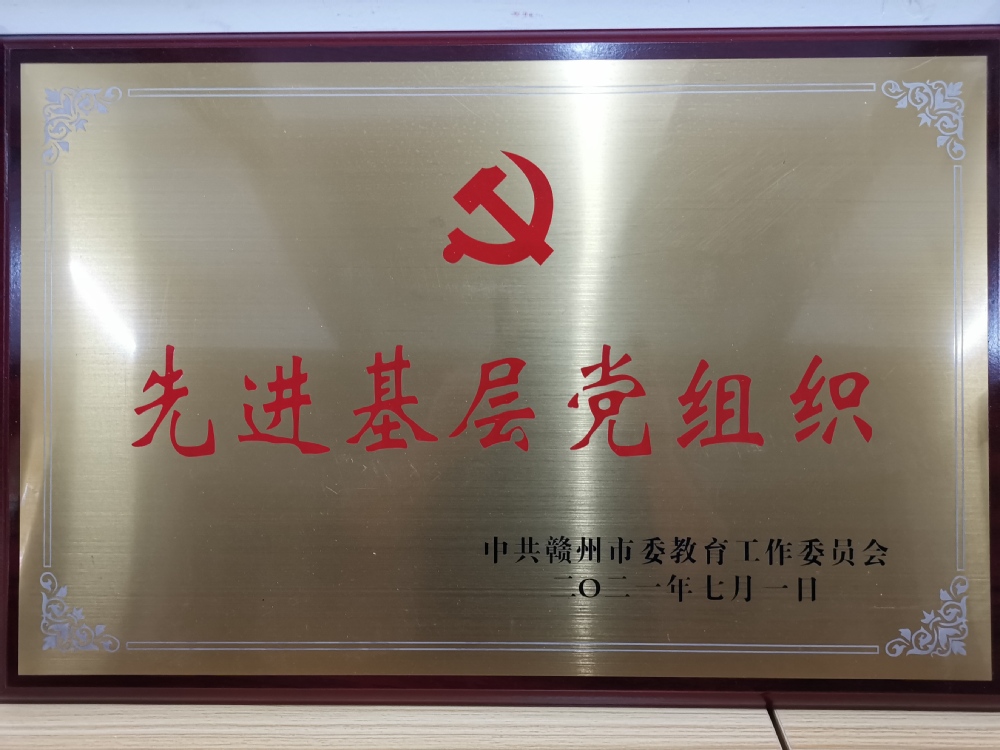 先进基层党组织
中共赣州市委教育工作委员会
二〇二一年七月一日